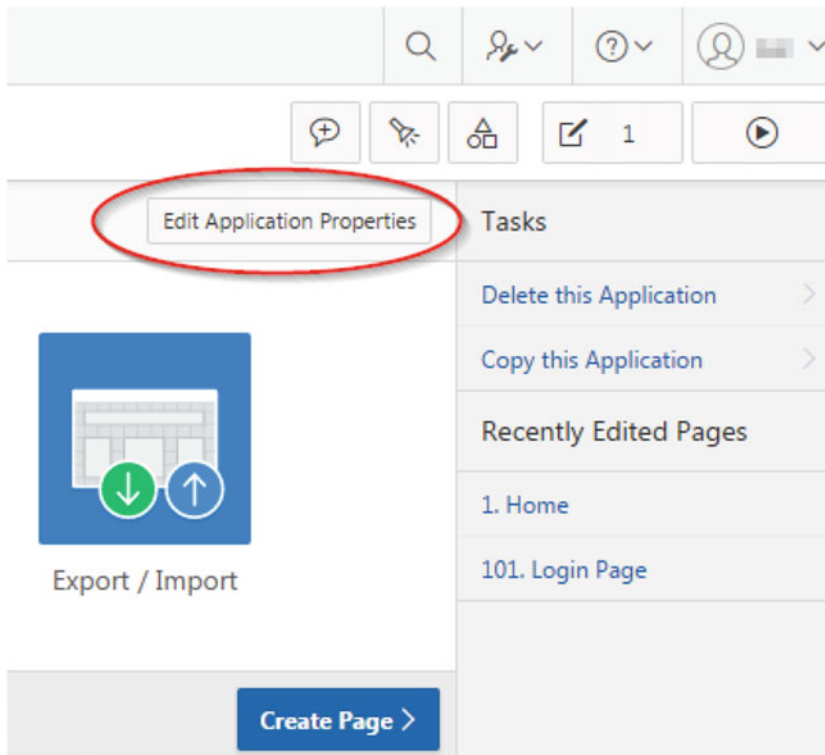 1
Edit Application Properties
Tasks
Delete this Application
Copy this Application
Recently Edited Pages
1. Home
101. Login Page
Export / Import
Create Page